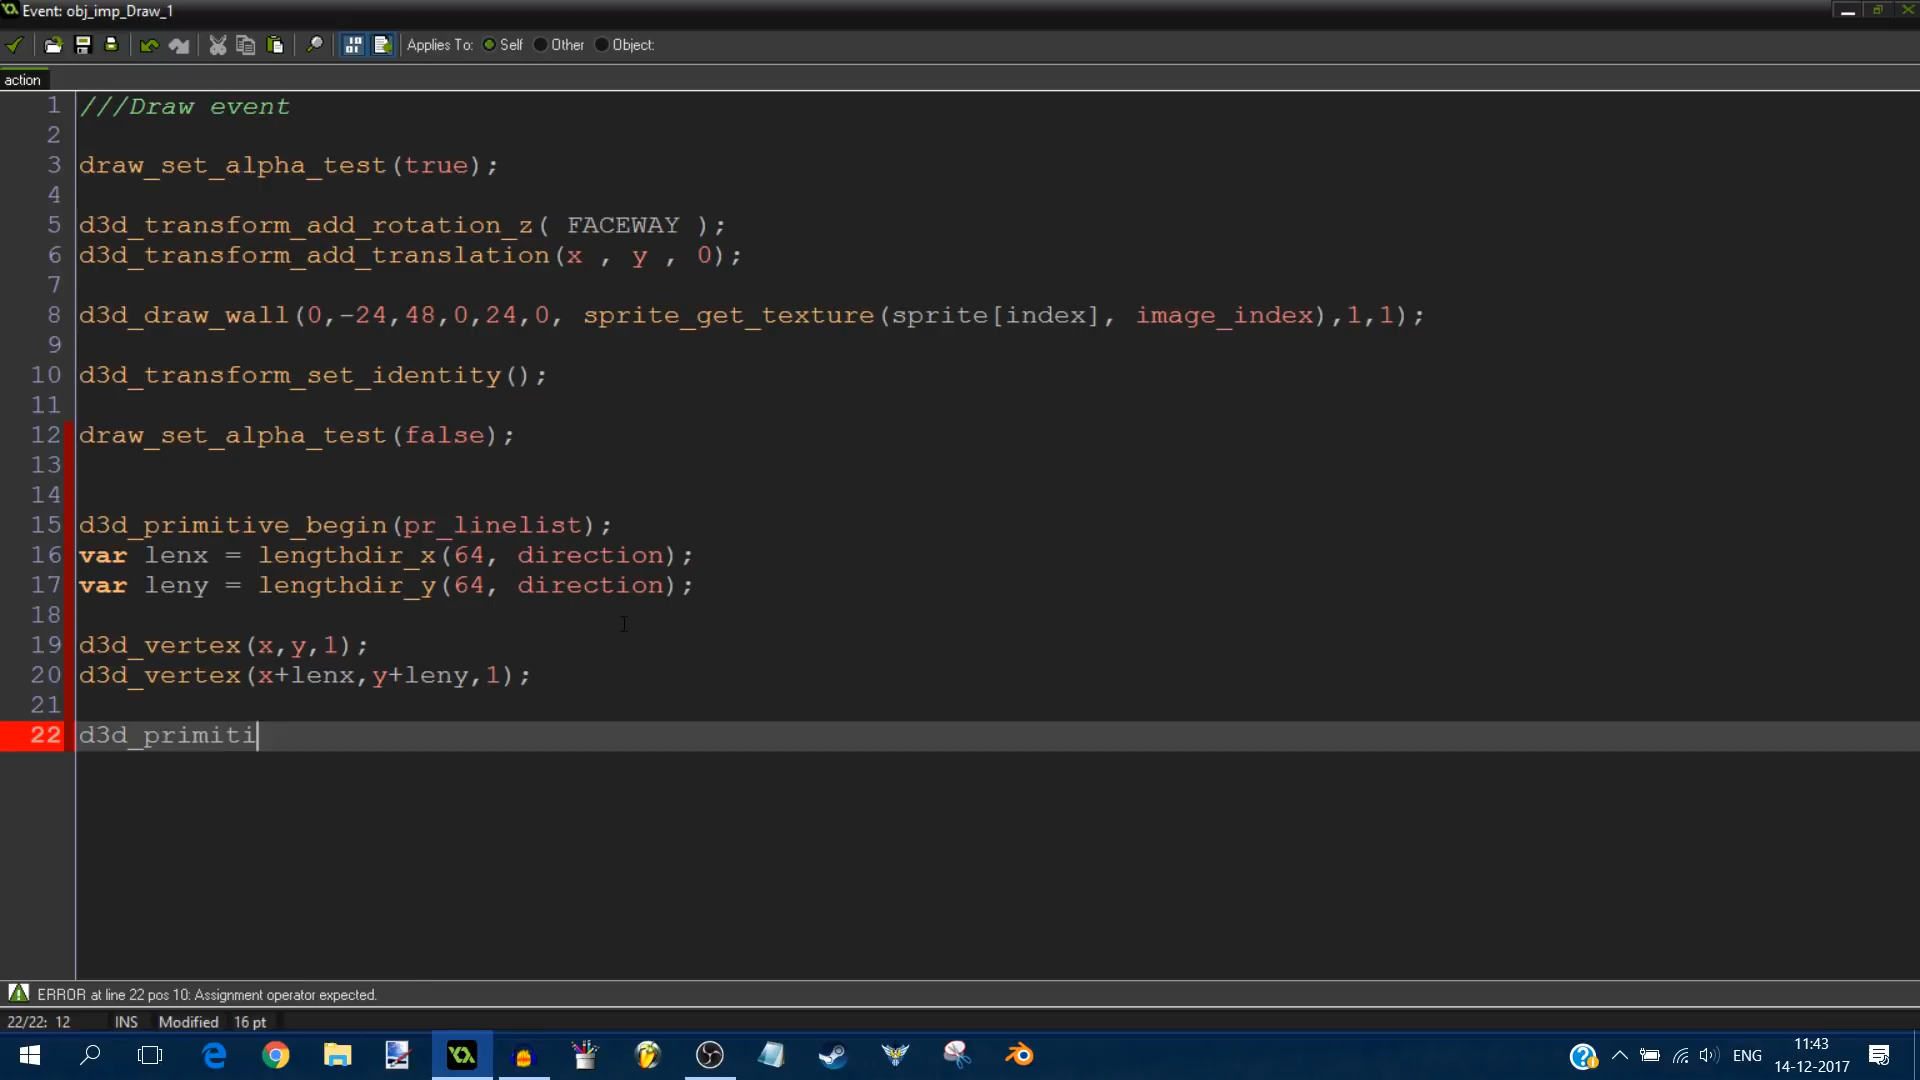 Event: obj_imp_Draw_1
Applies To: Self Other Object:
action
1 ///Draw event
2
3 draw_set_alpha_test(true);
4
5 d3d_transform_add_rotation_z( FACEWAY );
6 d3d_transform_add_translation(x , y , 0);
7
8 d3d_draw_wall(0,-24,48,0,24,0, sprite_get_texture(sprite[index], image_index),1,1);
9
10 d3d_transform_set_identity();
11
12 draw_set_alpha_test(false);
13
14
15 d3d_primitive_begin(pr_linelist);
16 var lenx = lengthdir_x(64, direction);
17 var leny = lengthdir_y(64, direction);
18
19 d3d_vertex(x,y,1);
20 d3d_vertex(x+lenx,y+leny,1);
21
22 d3d_primiti
ERROR at line 22 pos 10: Assignment operator expected.
22/22: 12 INS Modified 16 pt
ENG
11:43
14-12-2017